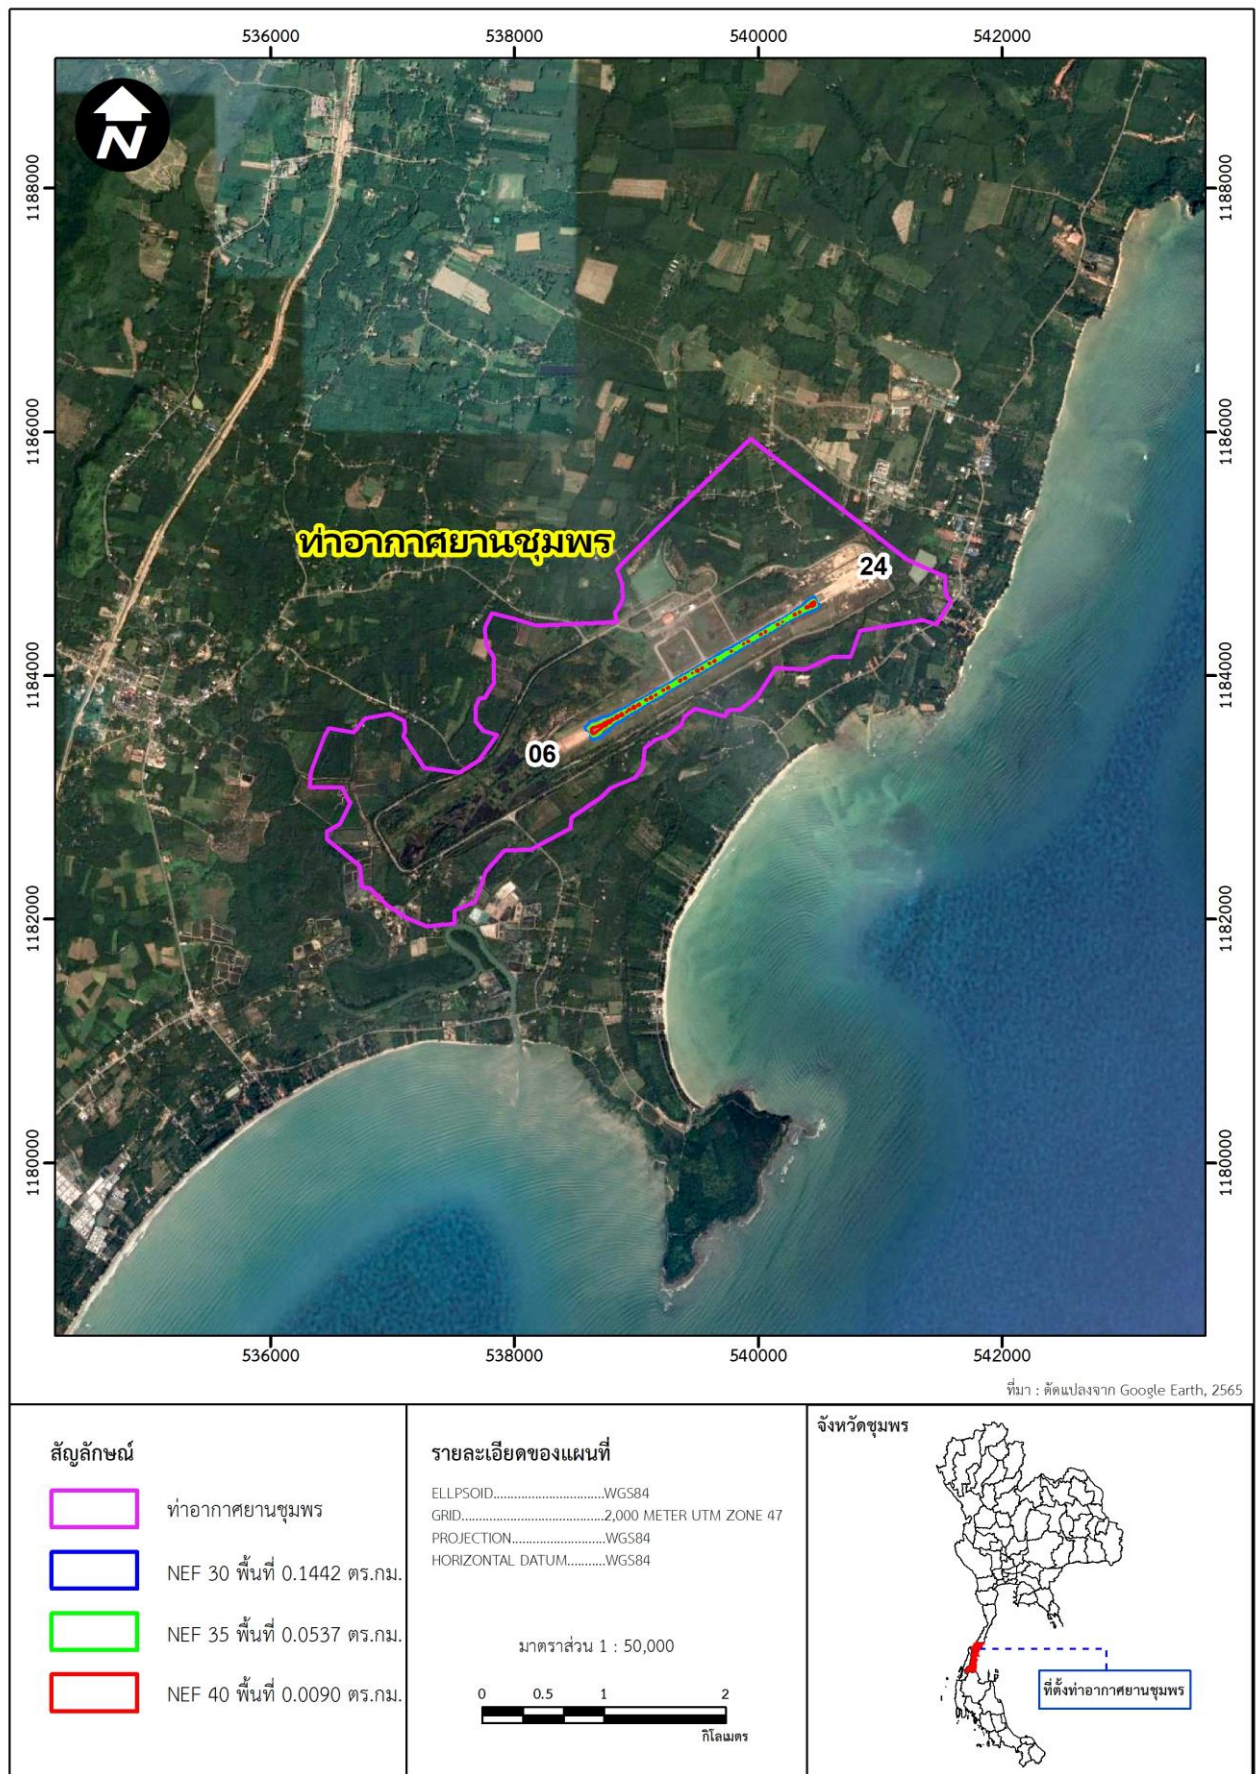 536000 538000 540000 542000
N
1188000 1188000
1186000 1186000
ท่าอากาศยานชุมพร
24
1184000 1184000
06
1182000 1182000
1180000 1180000
536000 538000 540000 542000
ที่มา : ดัดแปลงจาก Google Earth, 2565
สัญลักษณ์
ท่าอากาศยานชุมพร
NEF 30 พื้นที่ 0.1442 ตร.กม.
NEF 35 พื้นที่ 0.0537 ตร.กม.
NEF 40 พื้นที่ 0.0090 ตร.กม.
รายละเอียดของแผนที่
ELLPSOID............................WGS84
GRID....................................2,000 METER UTM ZONE 47
PROJECTION.......................WGS84
HORIZONTAL DATUM..........WGS84
มาตราส่วน 1 : 50,000
0 0.5 1 2
กิโลเมตร
จังหวัดชุมพร
ที่ตั้งท่าอากาศยานชุมพร